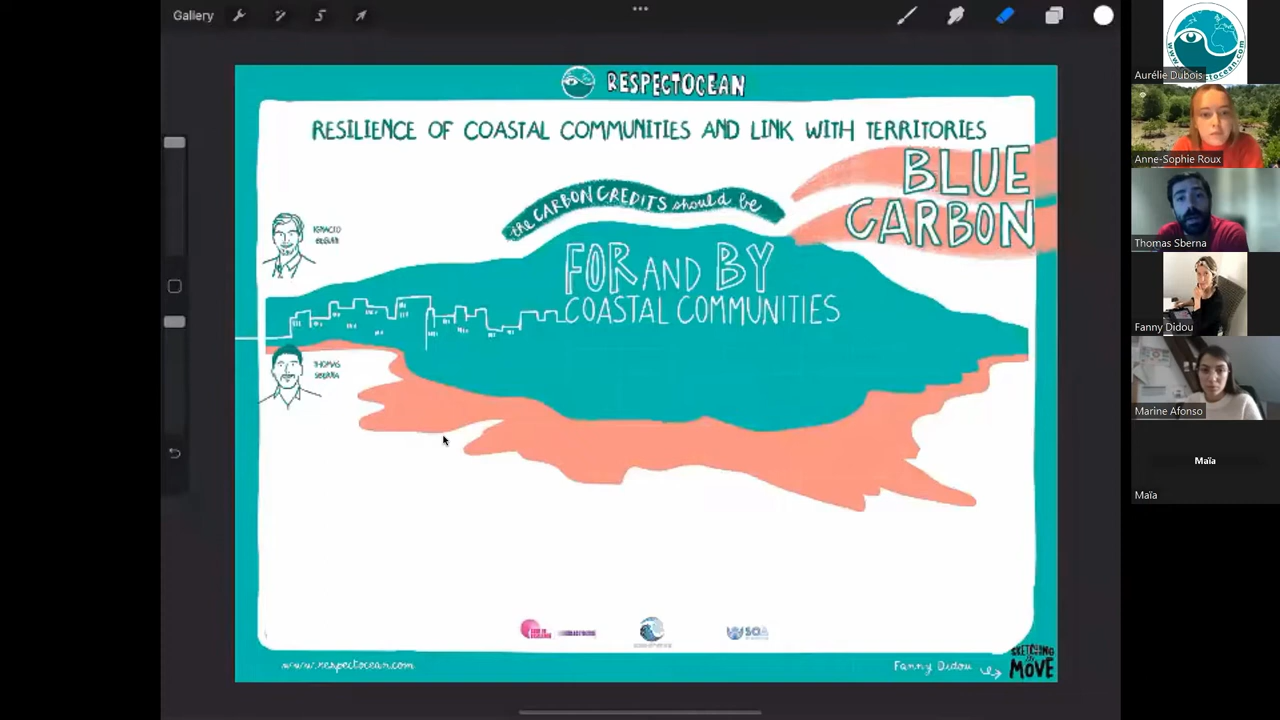 Gallery
RESPECTOCEAN
RESILIENCE OF COASTAL COMMUNITIES AND LINK WITH TERRITORIES
BLUE
CARBON
the CARBON CREDITS should be
FOR AND BY
COASTAL COMMUNITIES
IGNACIO
THOMAS
SBERNA
www.respectocean.com
Fanny Didou
SKETCHING
MOVE
Aurélie Dubois
Anne-Sophie Roux
Thomas Sberna
Fanny Didou
Marine Afonso
Maïa
Maïa